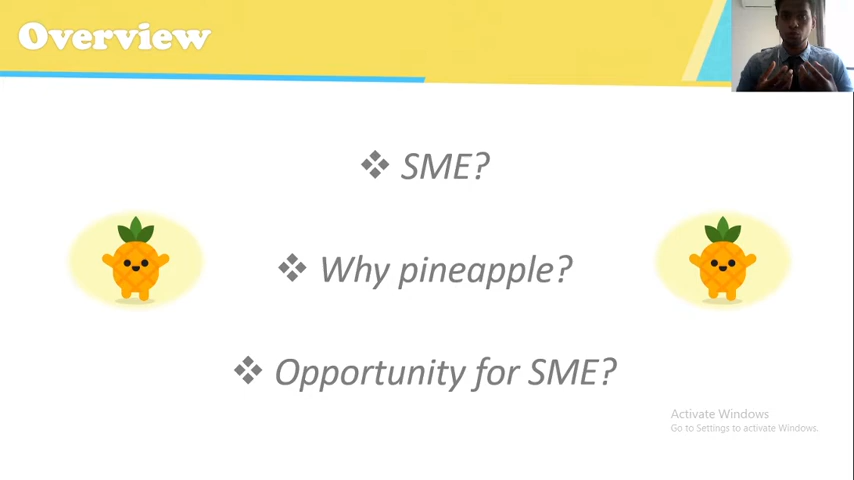 Overview
❖ SME?
❖ Why pineapple?
❖ Opportunity for SME?
Activate Windows
Go to Settings to activate Windows.